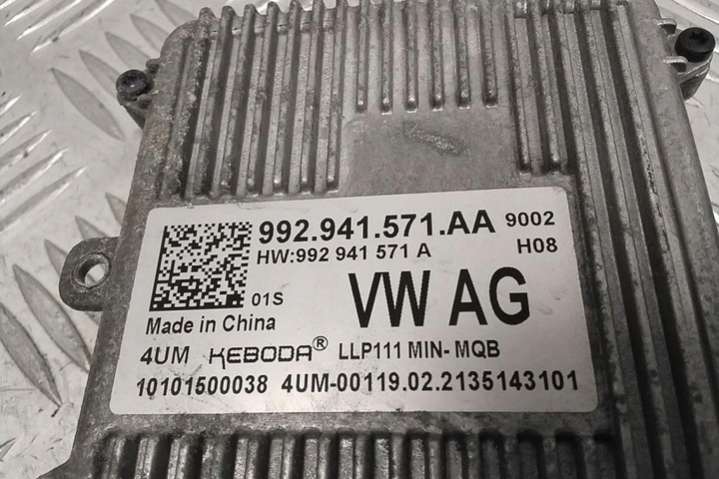 992.941.571.AA 9002
HW:992 941 571 A H08
01S VW AG
Made in China
4UM KEBODA® LLP111 MIN-MQB
10101500038 4UM-00119.02.2135143101